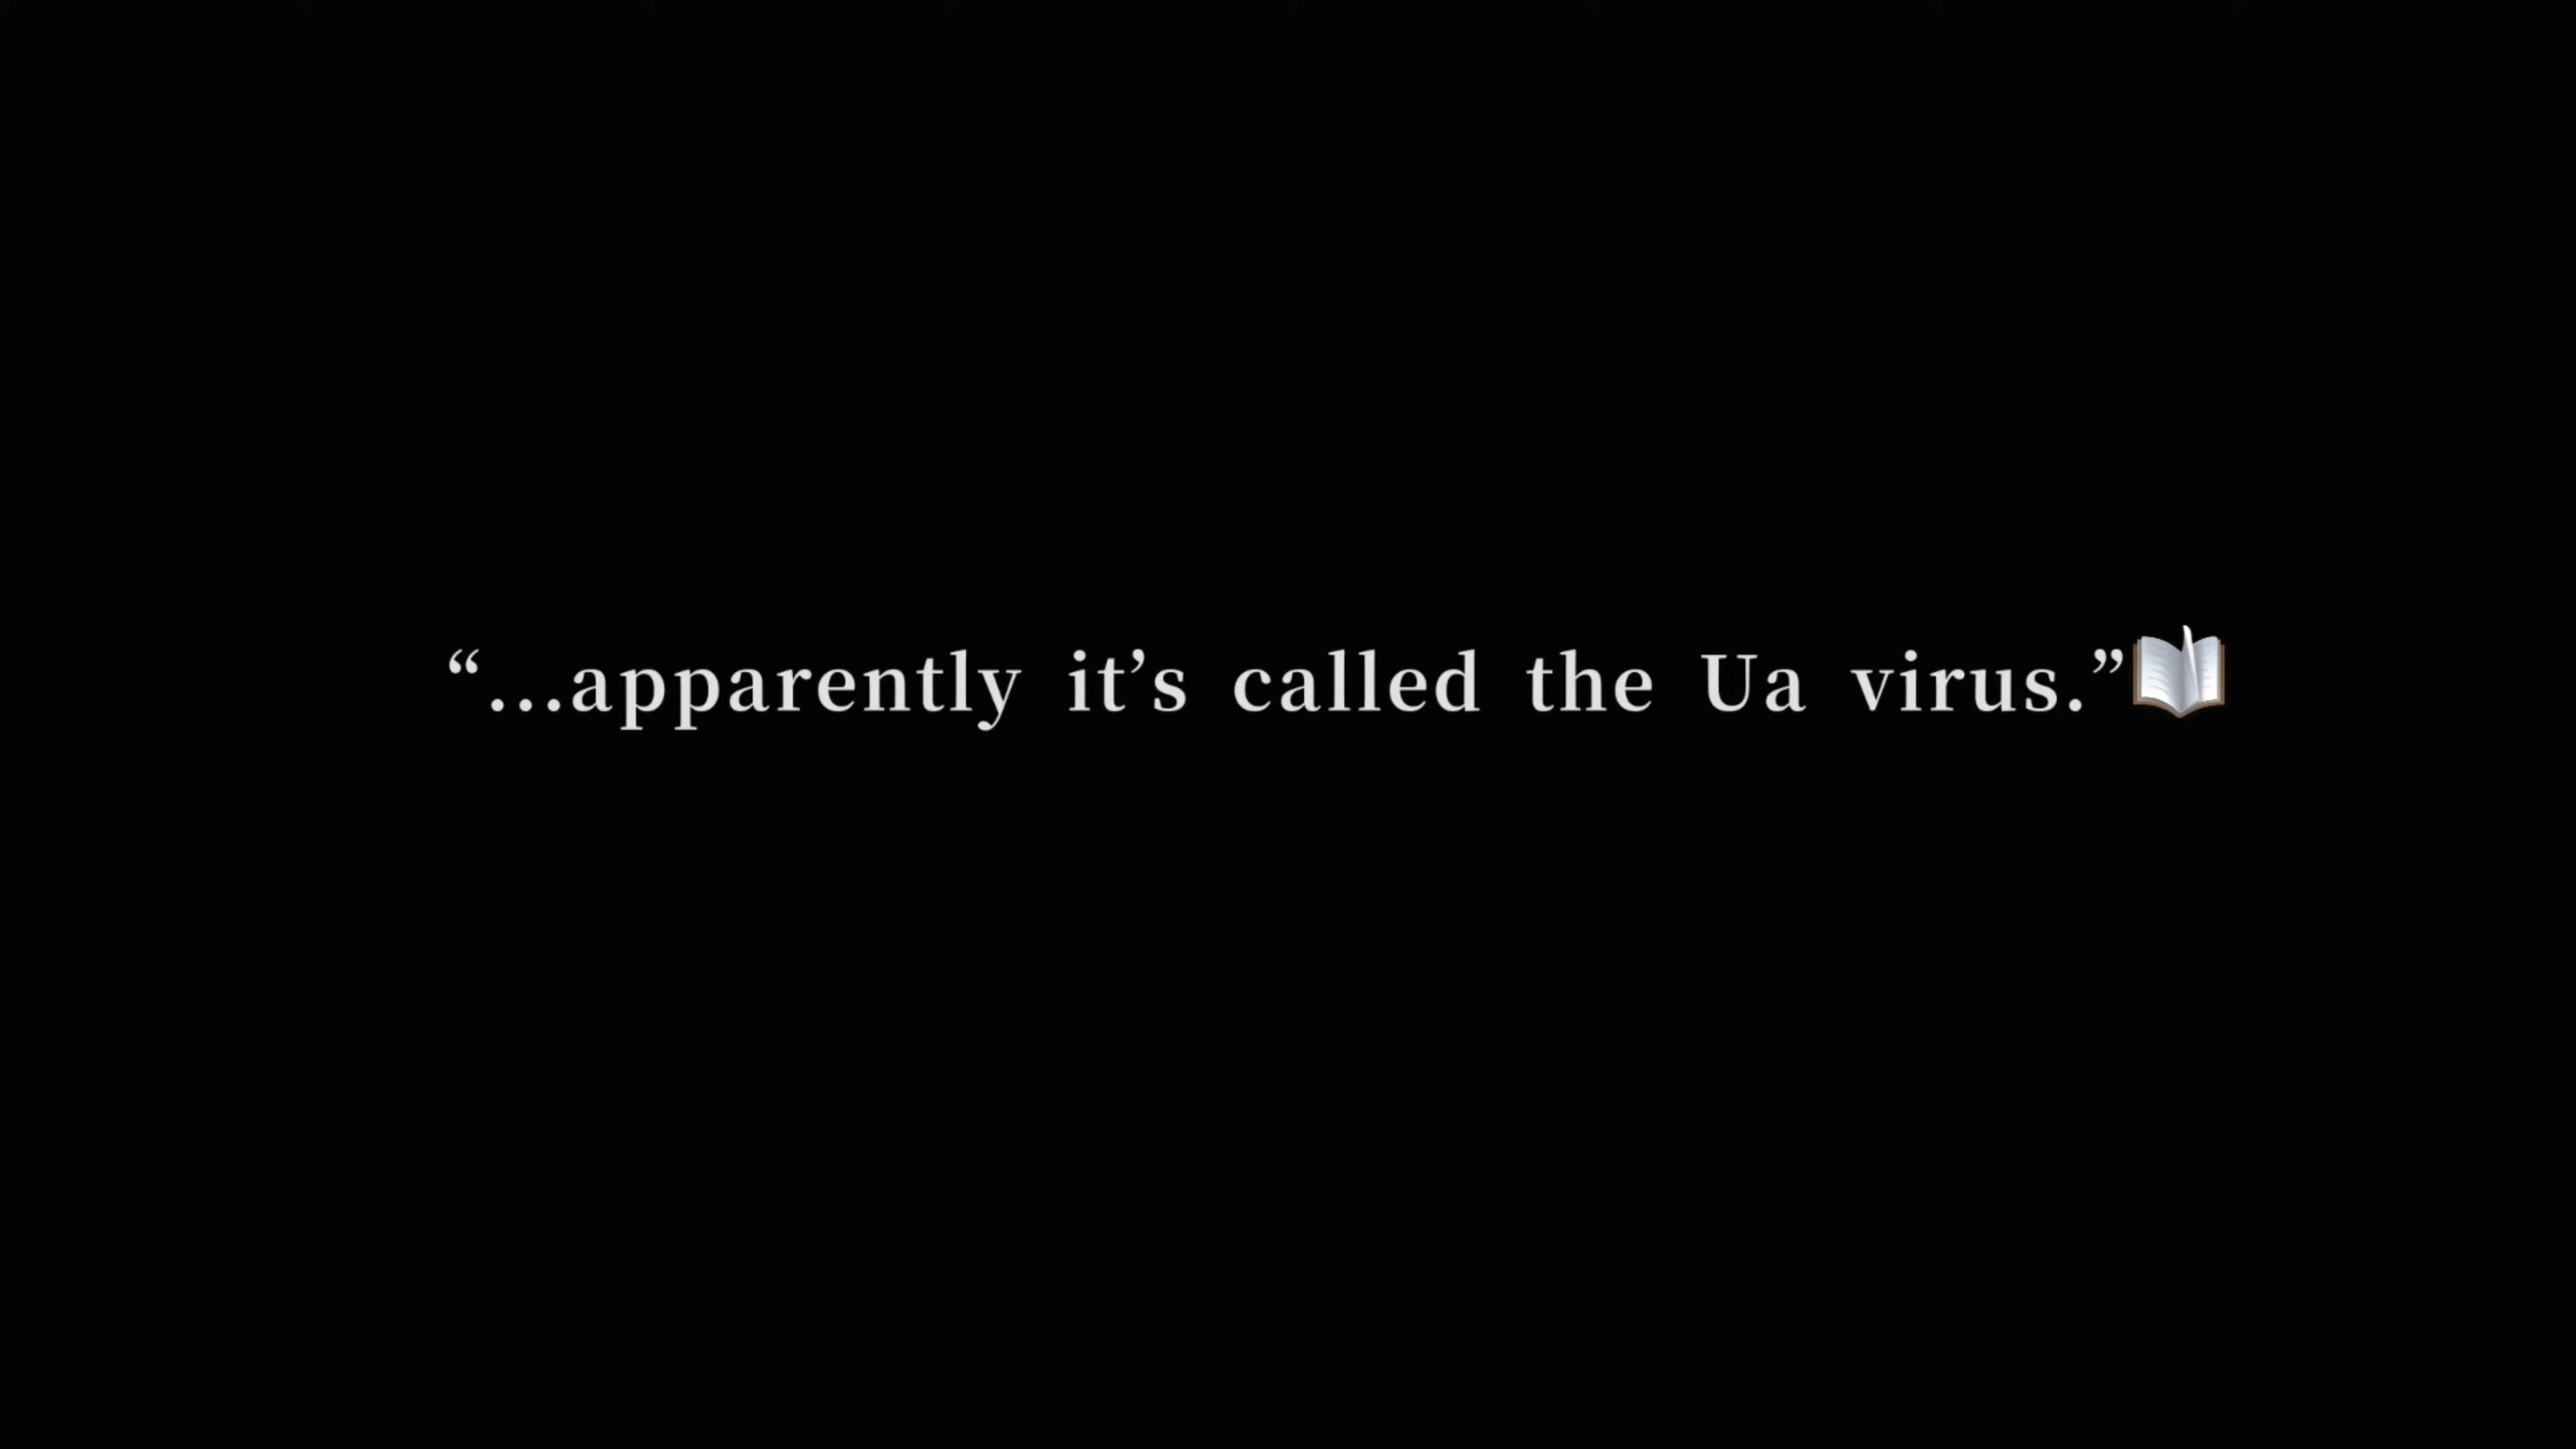 “...apparently it’s called the Ua virus.”